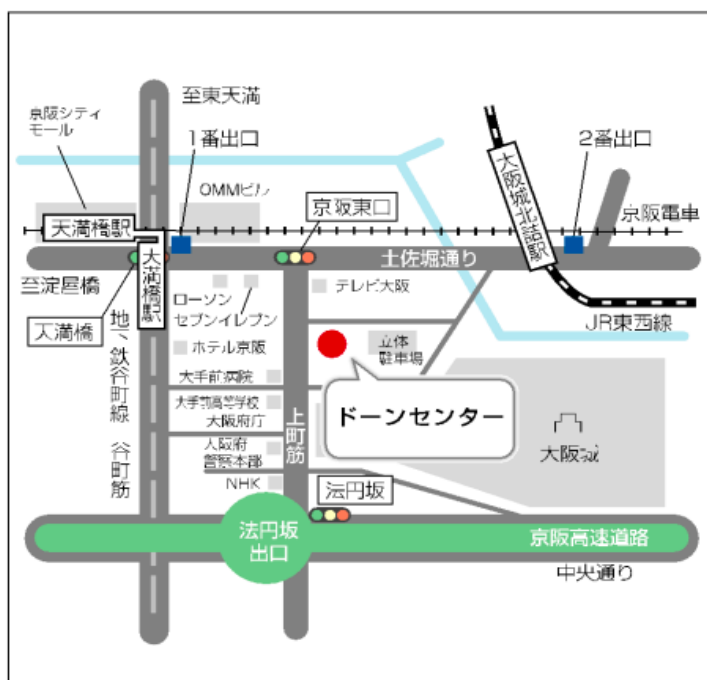 至東天満
京阪シティ
モール
1番出口
2番出口
OMMビル
京阪東口
大阪城北詰駅
京阪電車
天満橋駅
天満橋駅
土佐堀通り
至淀屋橋
テレビ大阪
ローソン
セブンイレブン
天満橋
JR東西線
地下鉄谷町線 谷町筋
ホテル京阪
立体
駐車場
大手前病院
ドーンセンター
大手前高等学校
大阪府庁
上町筋
大阪府
警察本部
大阪城
NHK
法円坂
法円坂
出口
京阪高速道路
中央通り